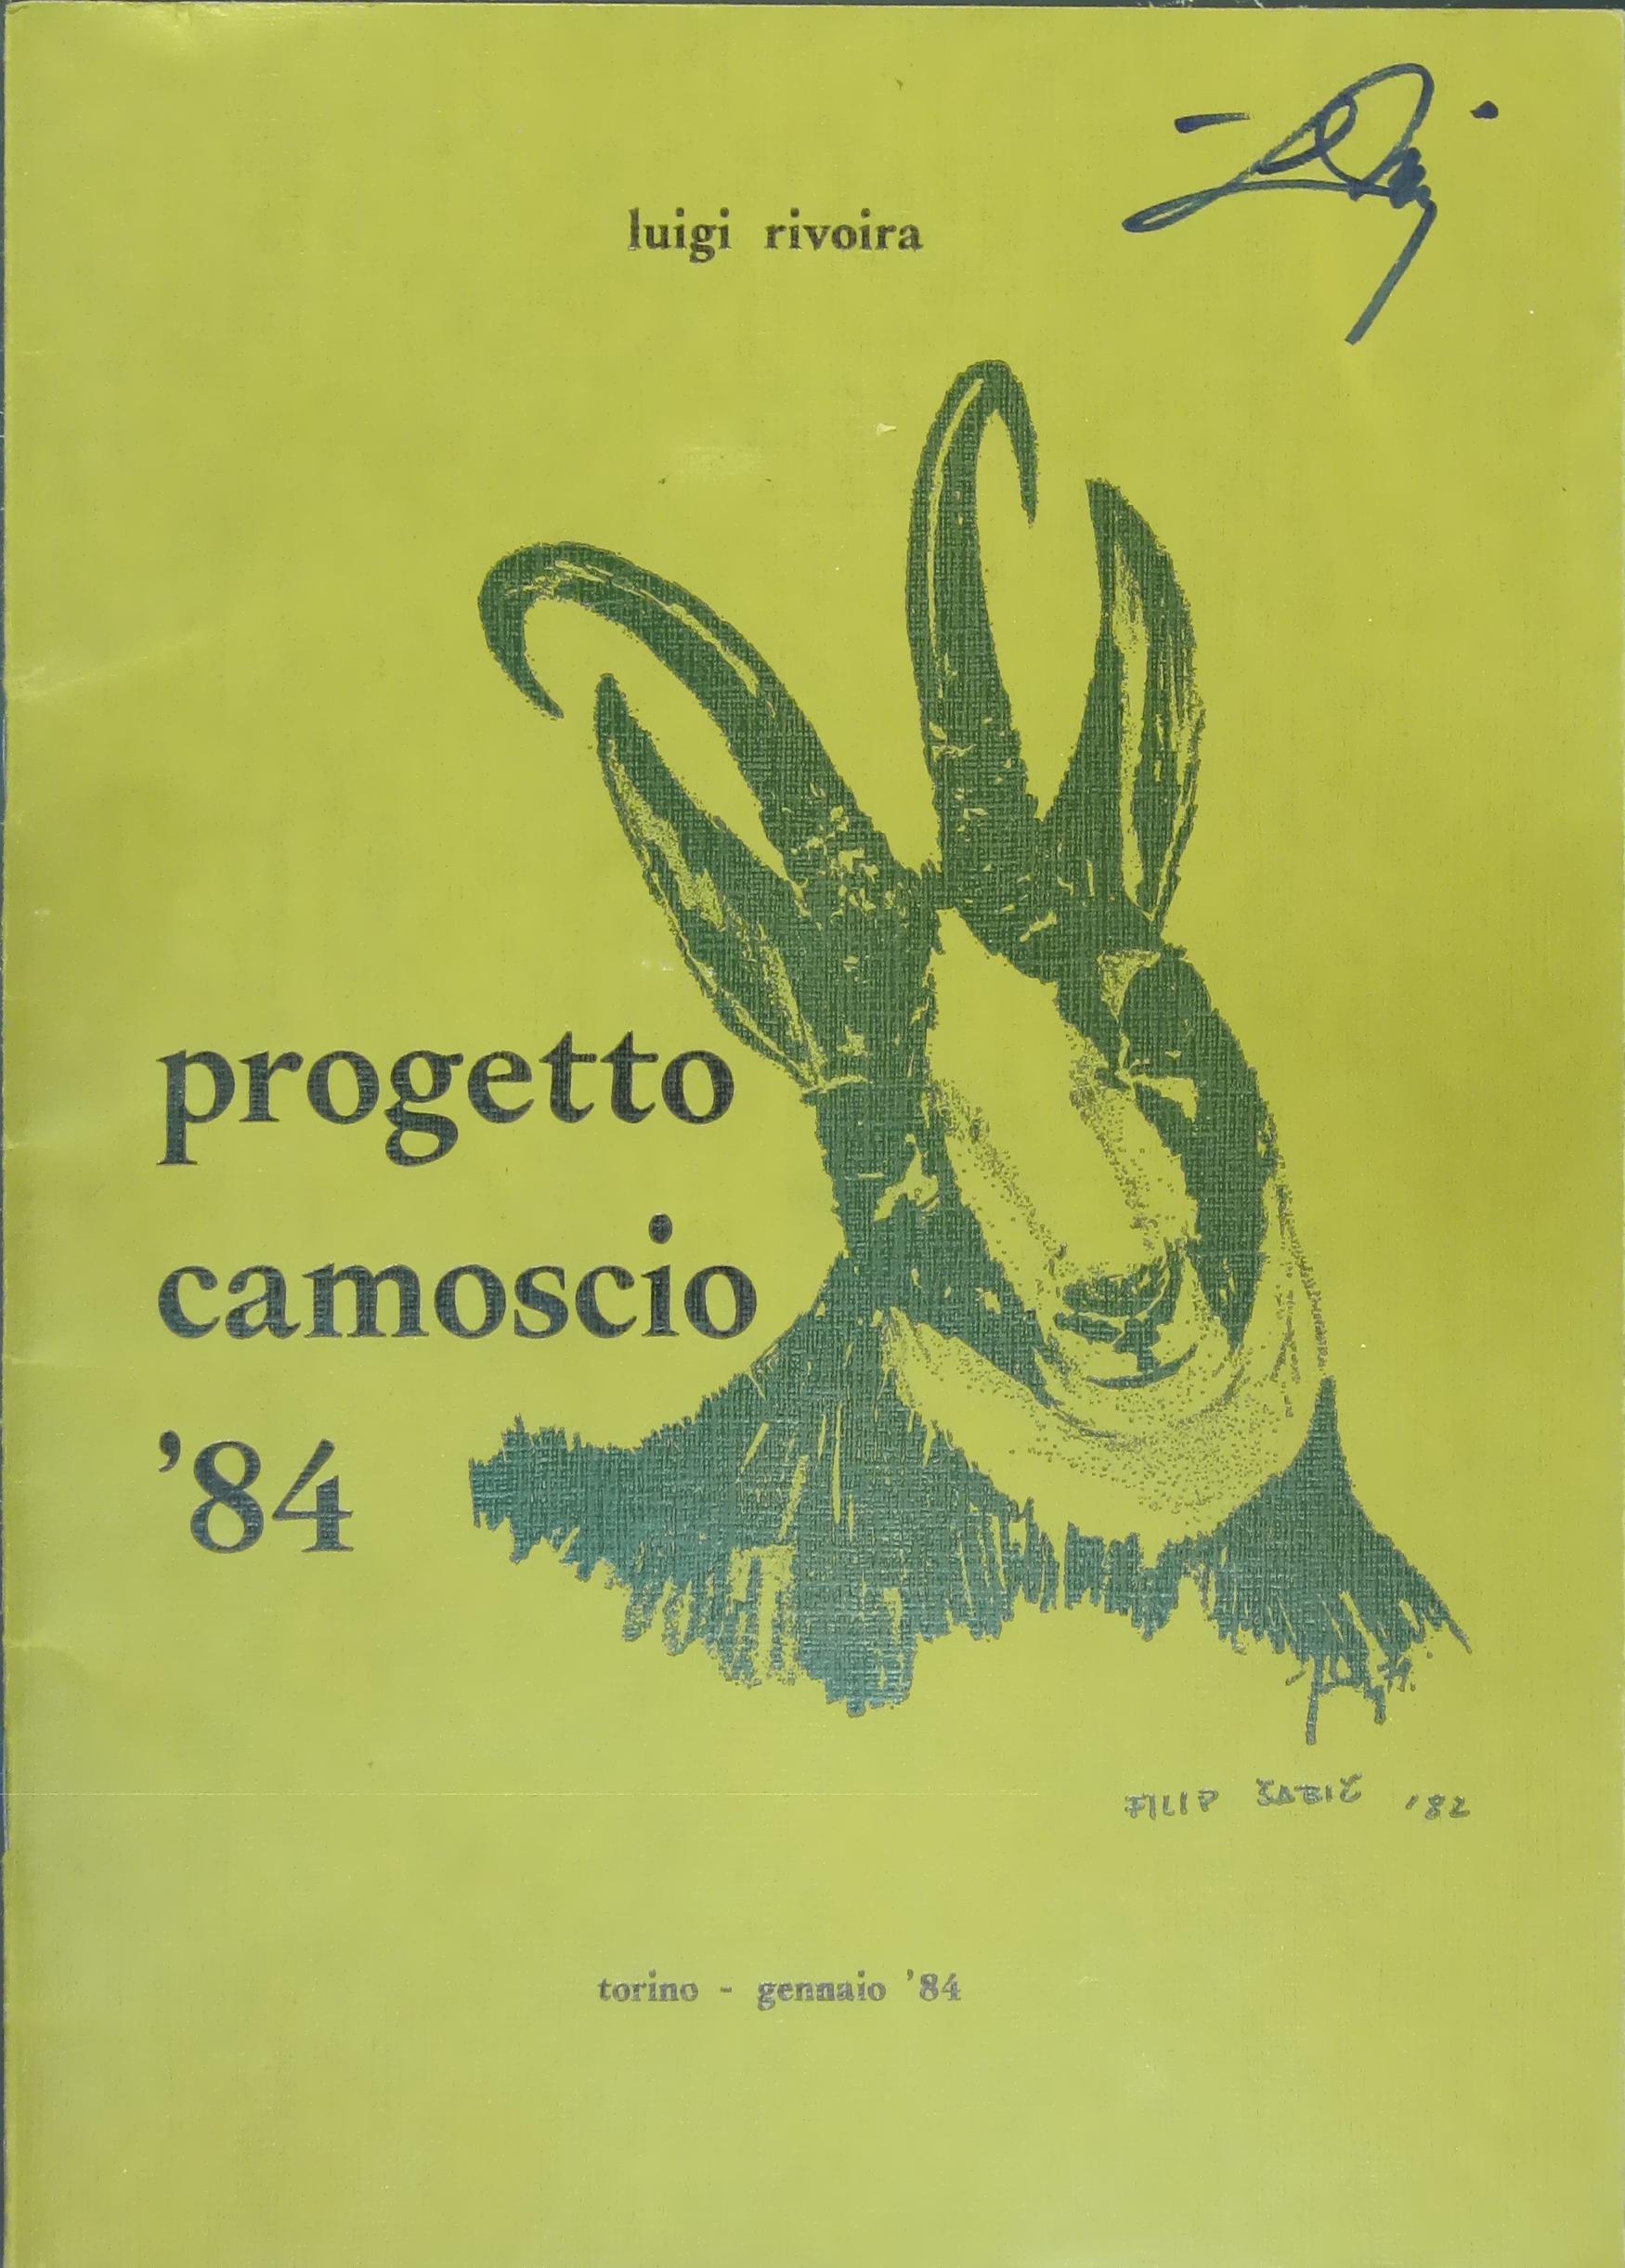 luigi rivoira
progetto
camoscio
'84
FILIP ŠABIĆ '82
torino - gennaio '84